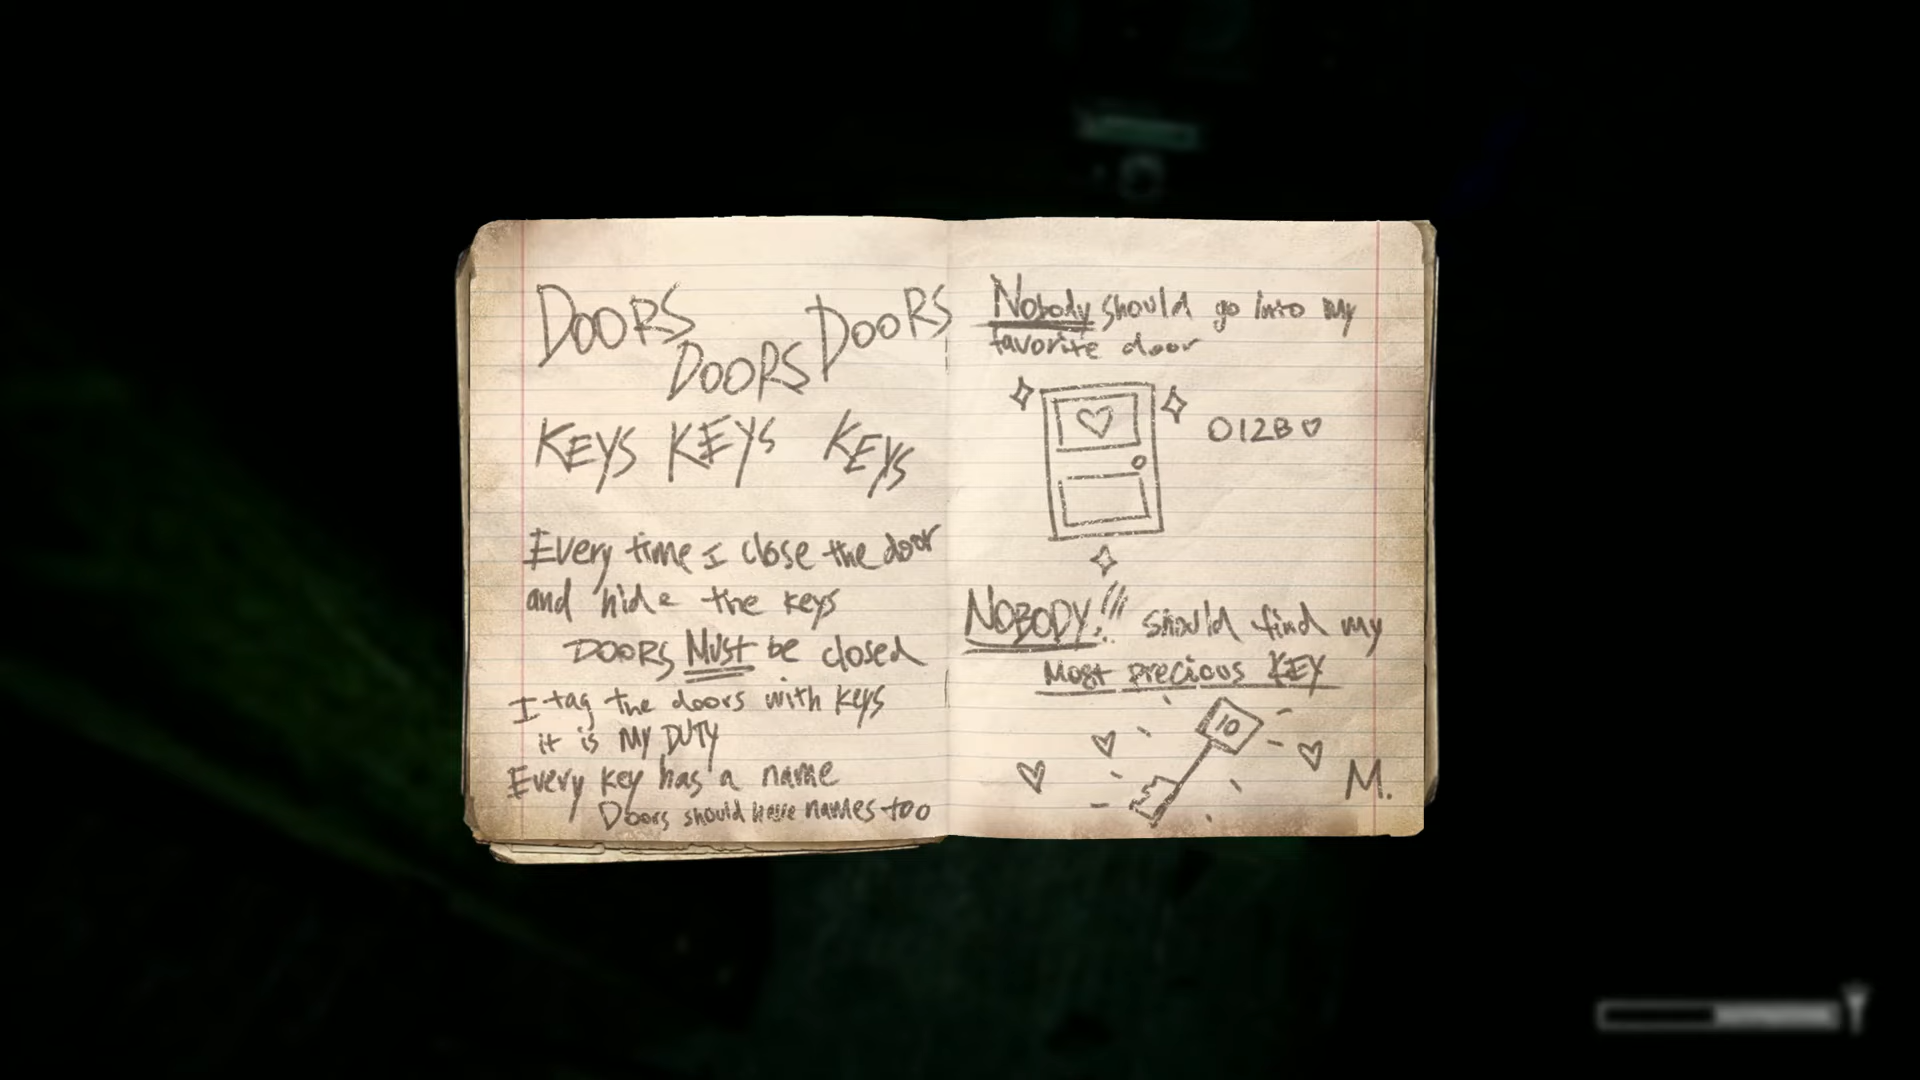 DOORS DOORS DOORS
KEYS KEYS KEYS
Every time I close the door
and hide the keys
DOORS MUST be closed
I tag the doors with keys
it is MY DUTY
Every key has a name
Doors should have names too
Nobody should go into my
favorite door
012B
NOBODY!!! should find my
Most precious KEY
10
M.